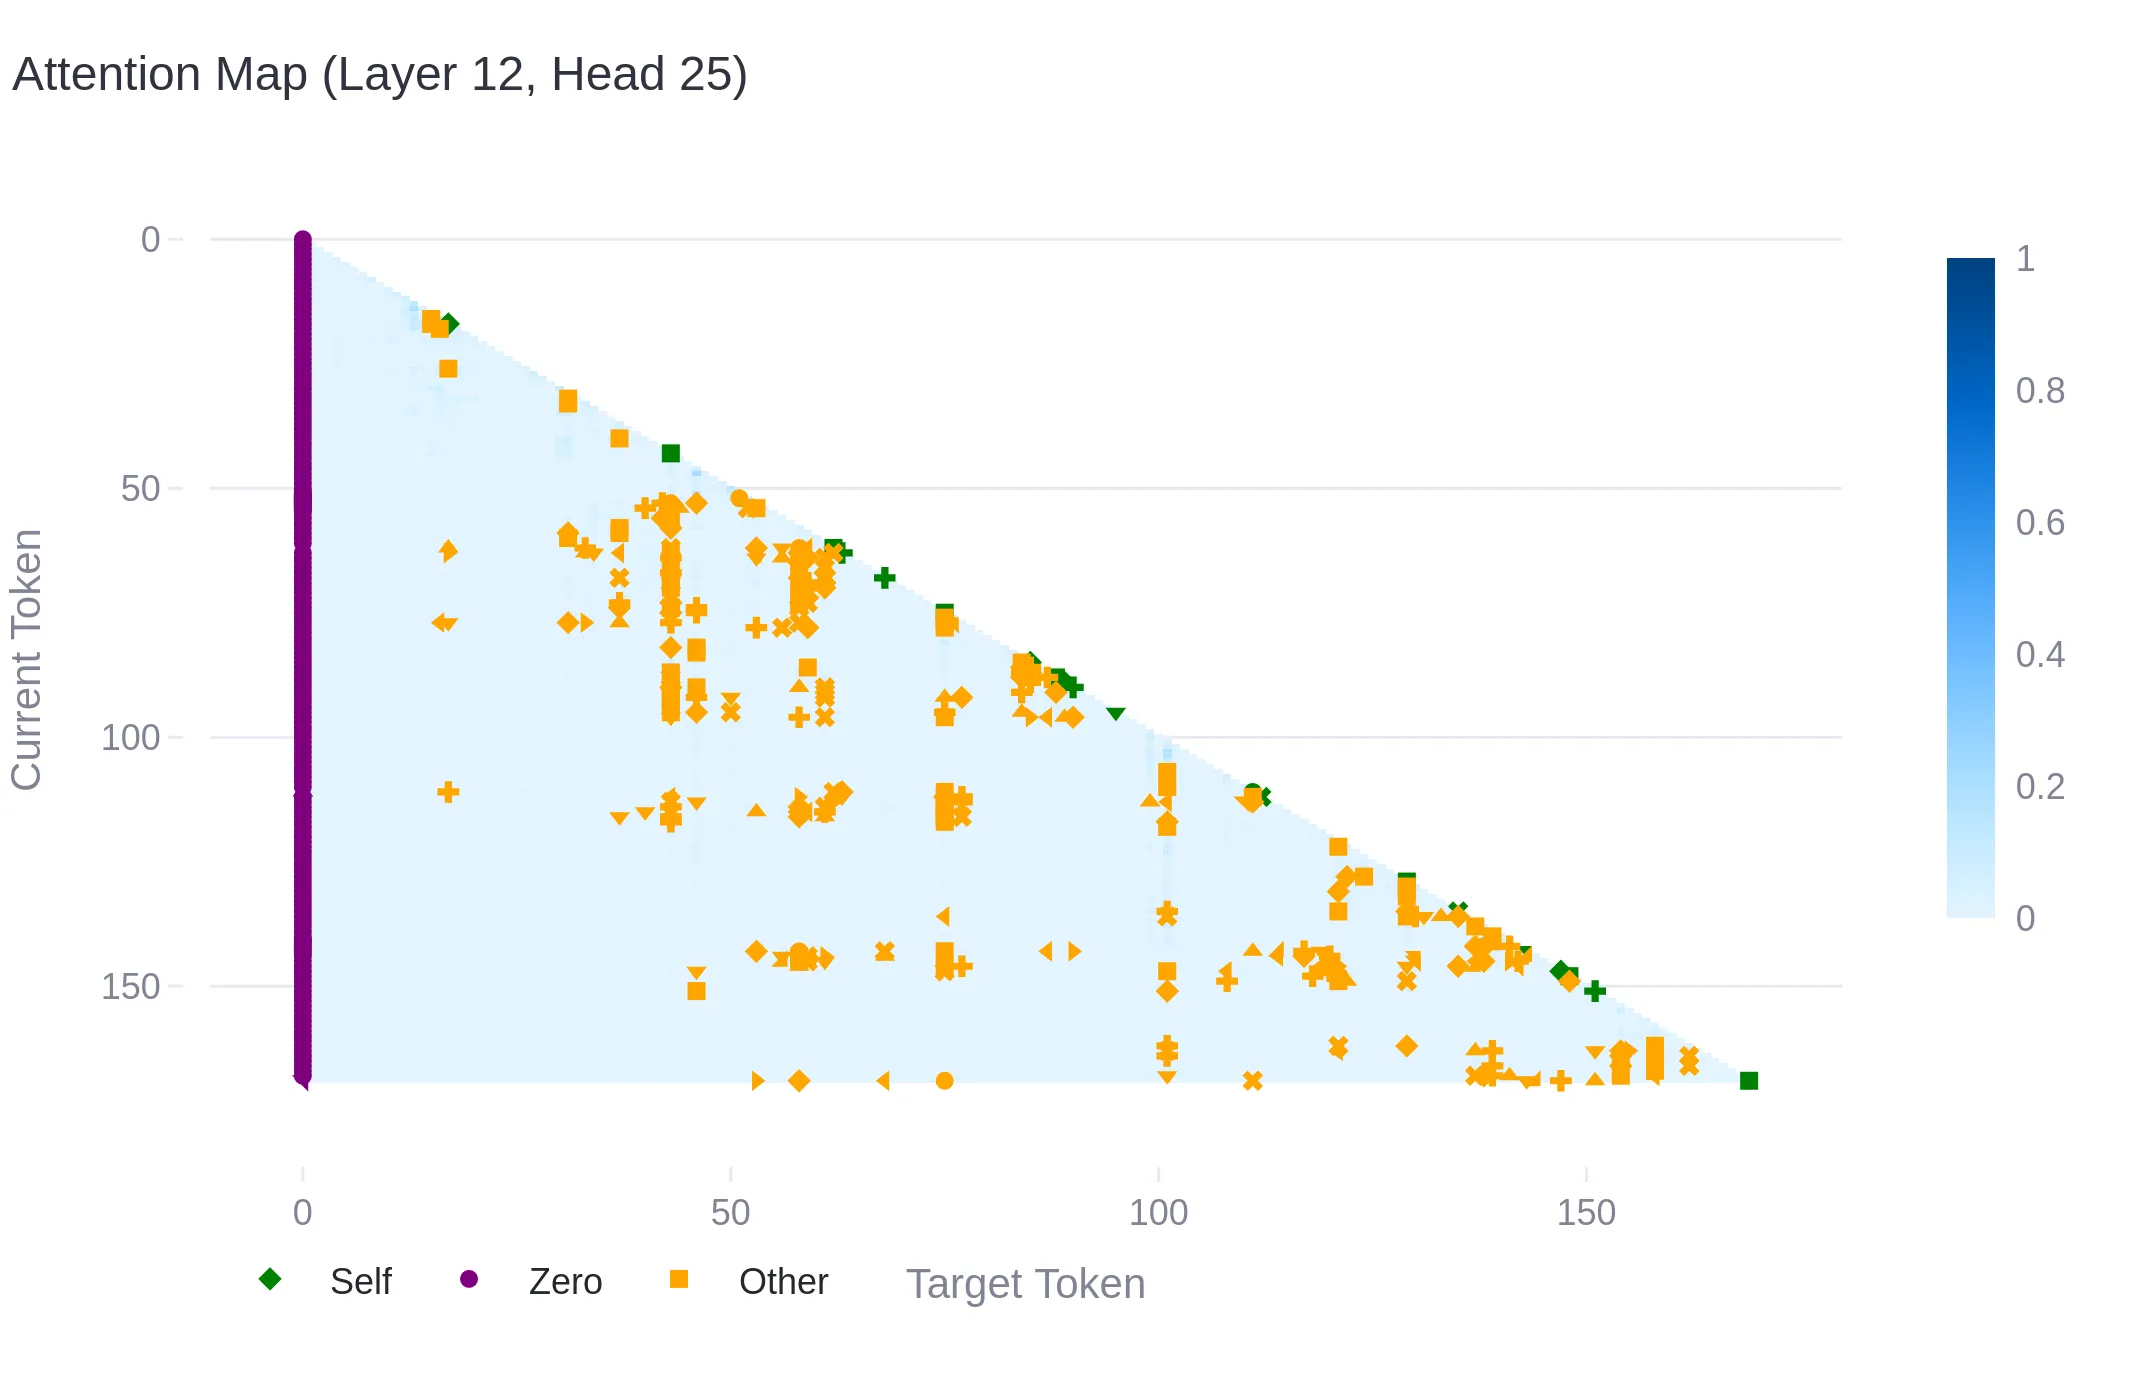 Attention Map (Layer 12, Head 25)
0
50
100
150
Current Token
1
0.8
0.6
0.4
0.2
0
0 50 100 150
Self Zero Other Target Token